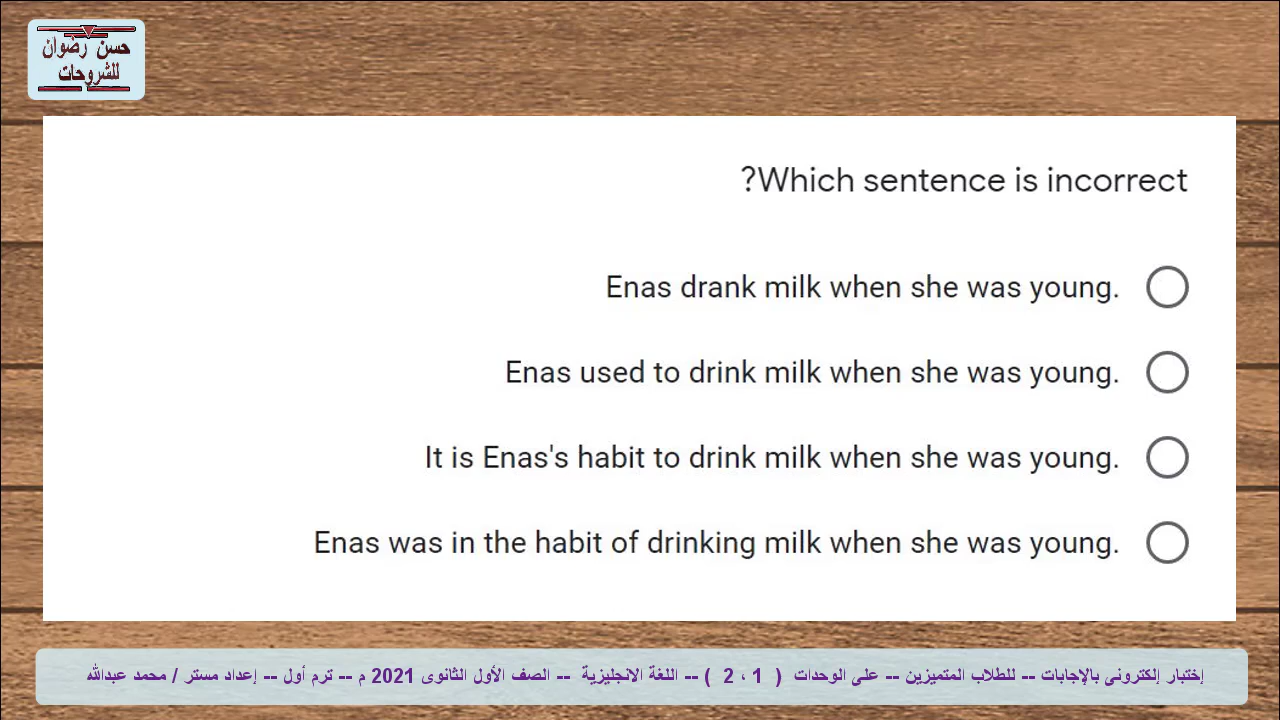 حسن رضوان
للشروحات
?Which sentence is incorrect
Enas drank milk when she was young.
Enas used to drink milk when she was young.
It is Enas's habit to drink milk when she was young.
Enas was in the habit of drinking milk when she was young.
إختبار إلكترونى بالإجابات -- للطلاب المتميزين -- على الوحدات ( 1 ، 2 ) -- اللغة الانجليزية -- الصف الأول الثانوى 2021 م -- ترم أول -- إعداد مستر / محمد عبدالله